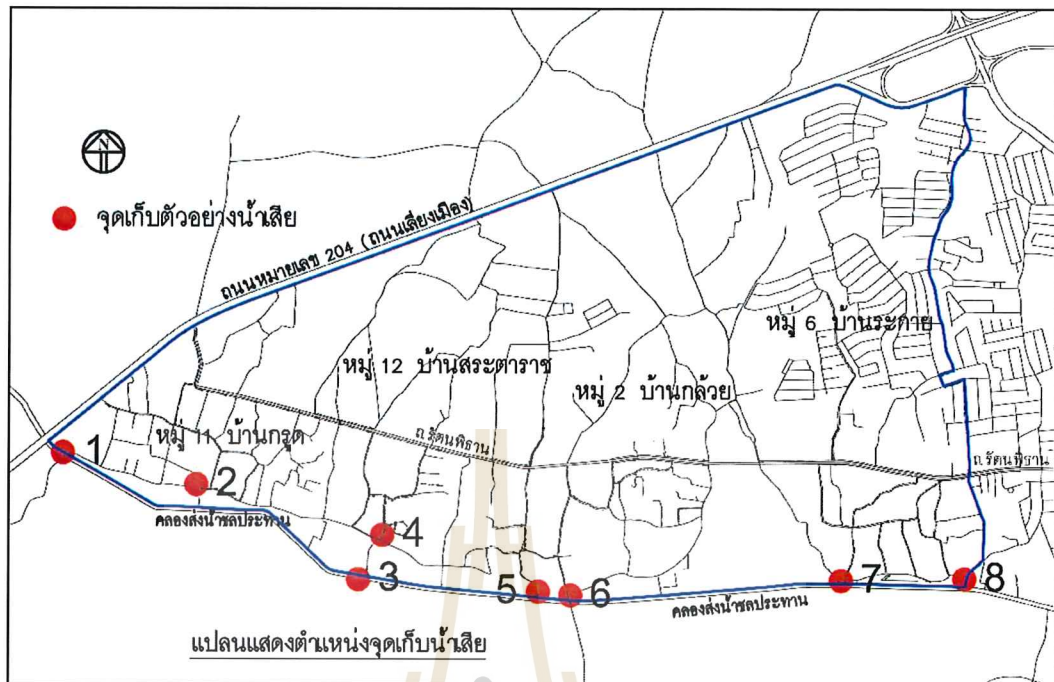 N
จุดเก็บตัวอย่างน้ำเสีย
ถนนหมายเลข 204 (ถนนเลี่ยงเมือง)
หมู่ 6 บ้านระกาย
หมู่ 12 บ้านสระตาราช
หมู่ 2 บ้านกล้วย
หมู่ 11 บ้านกรูด
ถ.รัตนพิธาน
ถ.รัตนพิธาน
1
2
คลองส่งน้ำชลประทาน
4
3
5
6
7
8
คลองส่งน้ำชลประทาน
แปลนแสดงตำแหน่งจุดเก็บน้ำเสีย